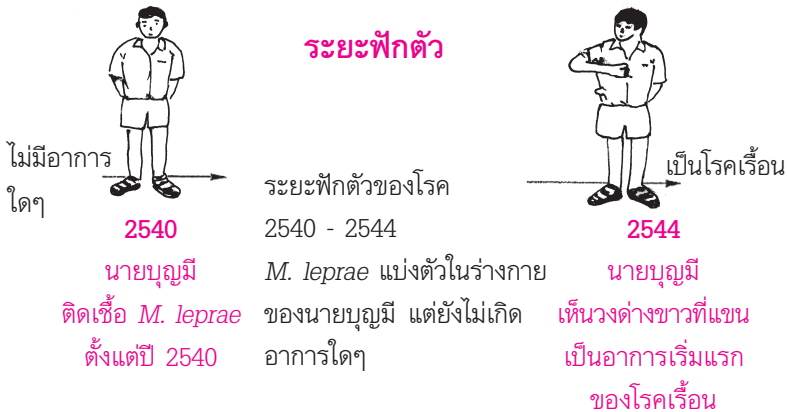 ระยะฟักตัว
ไม่มีอาการ
ใดๆ
2540
นายบุญมี
ติดเชื้อ M. leprae
ตั้งแต่ปี 2540
ระยะฟักตัวของโรค
2540 - 2544
M. leprae แบ่งตัวในร่างกาย
ของนายบุญมี แต่ยังไม่เกิด
อาการใดๆ
เป็นโรคเรื้อน
2544
นายบุญมี
เห็นวงด่างขาวที่แขน
เป็นอาการเริ่มแรก
ของโรคเรื้อน